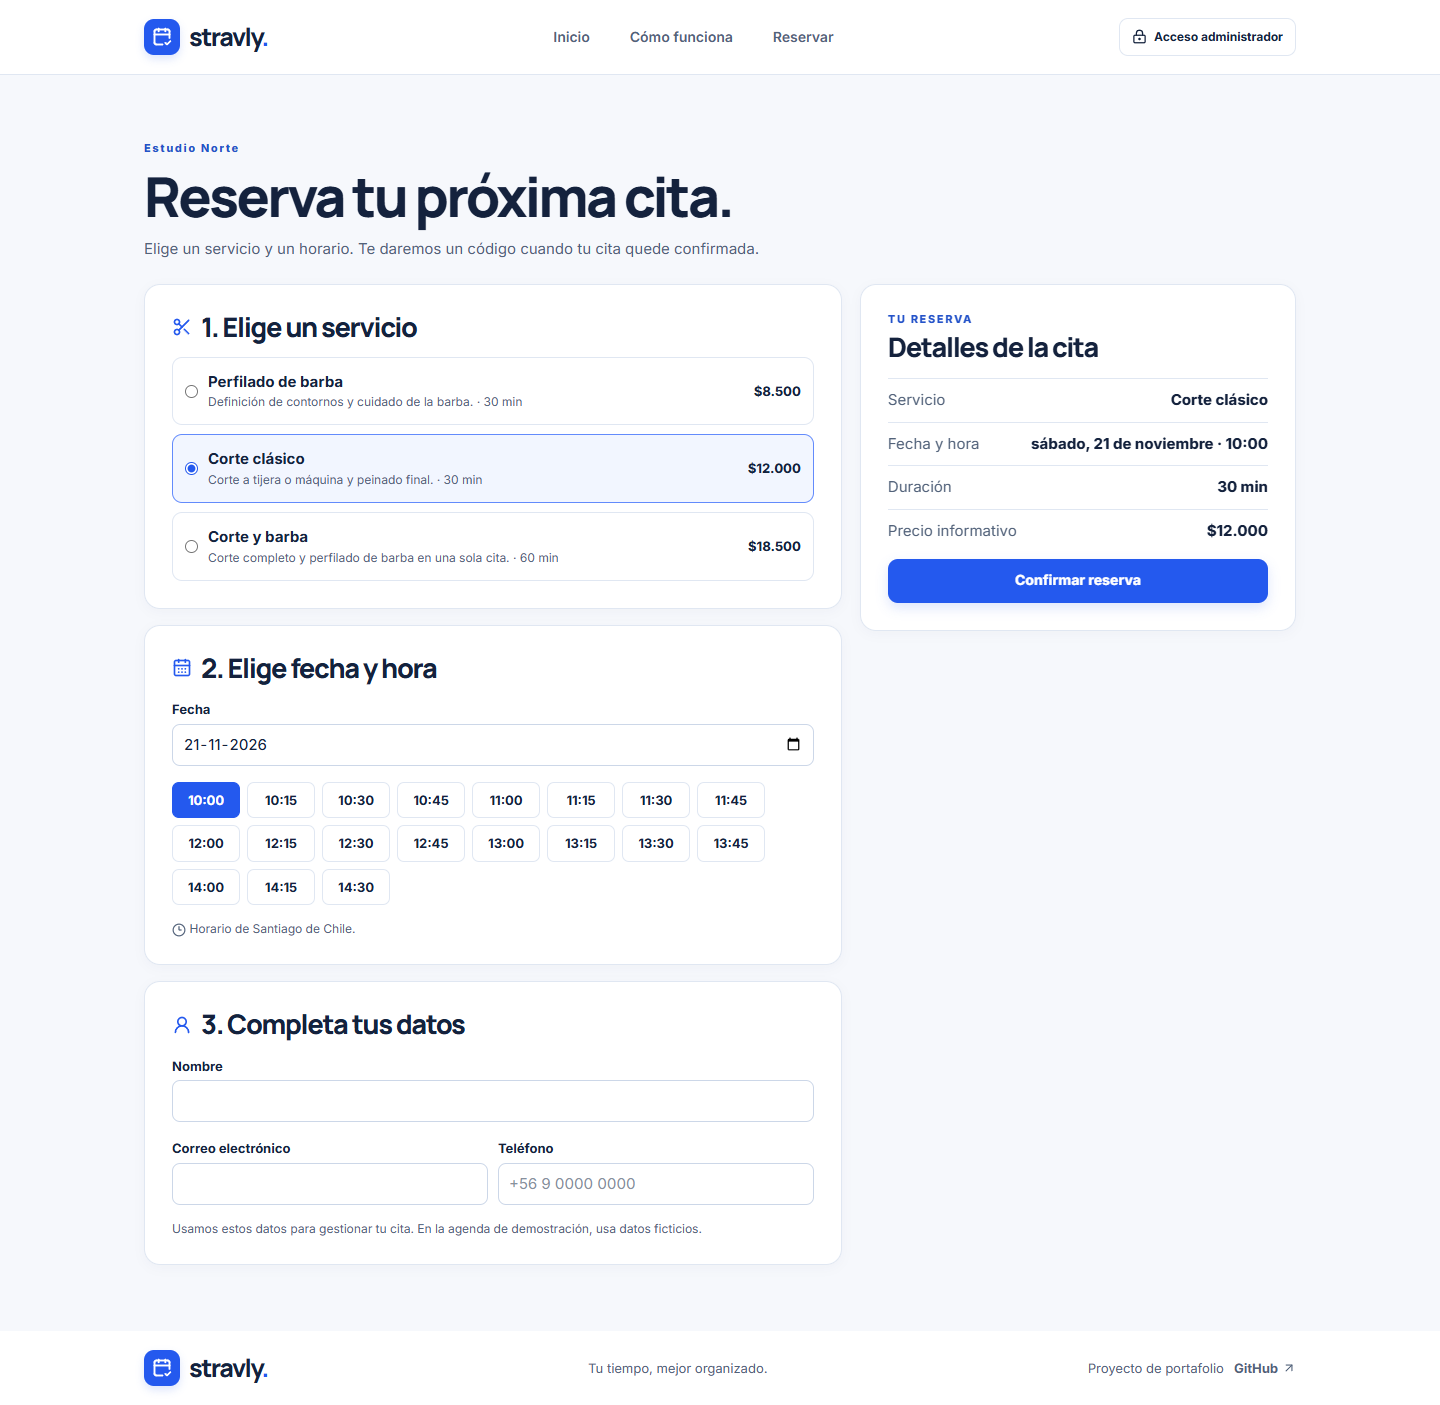 stravly.
Inicio
Cómo funciona
Reservar
Acceso administrador
Estudio Norte
Reserva tu próxima cita.
Elige un servicio y un horario. Te daremos un código cuando tu cita quede confirmada.
1. Elige un servicio
Perfilado de barba
Definición de contornos y cuidado de la barba. · 30 min
$8.500
Corte clásico
Corte a tijera o máquina y peinado final. · 30 min
$12.000
Corte y barba
Corte completo y perfilado de barba en una sola cita. · 60 min
$18.500
2. Elige fecha y hora
Fecha
21-11-2026
10:00 10:15 10:30 10:45 11:00 11:15 11:30 11:45
12:00 12:15 12:30 12:45 13:00 13:15 13:30 13:45
14:00 14:15 14:30
Horario de Santiago de Chile.
3. Completa tus datos
Nombre
Correo electrónico
Teléfono
+56 9 0000 0000
Usamos estos datos para gestionar tu cita. En la agenda de demostración, usa datos ficticios.
TU RESERVA
Detalles de la cita
Servicio Corte clásico
Fecha y hora sábado, 21 de noviembre · 10:00
Duración 30 min
Precio informativo $12.000
Confirmar reserva
stravly.
Tu tiempo, mejor organizado.
Proyecto de portafolio GitHub